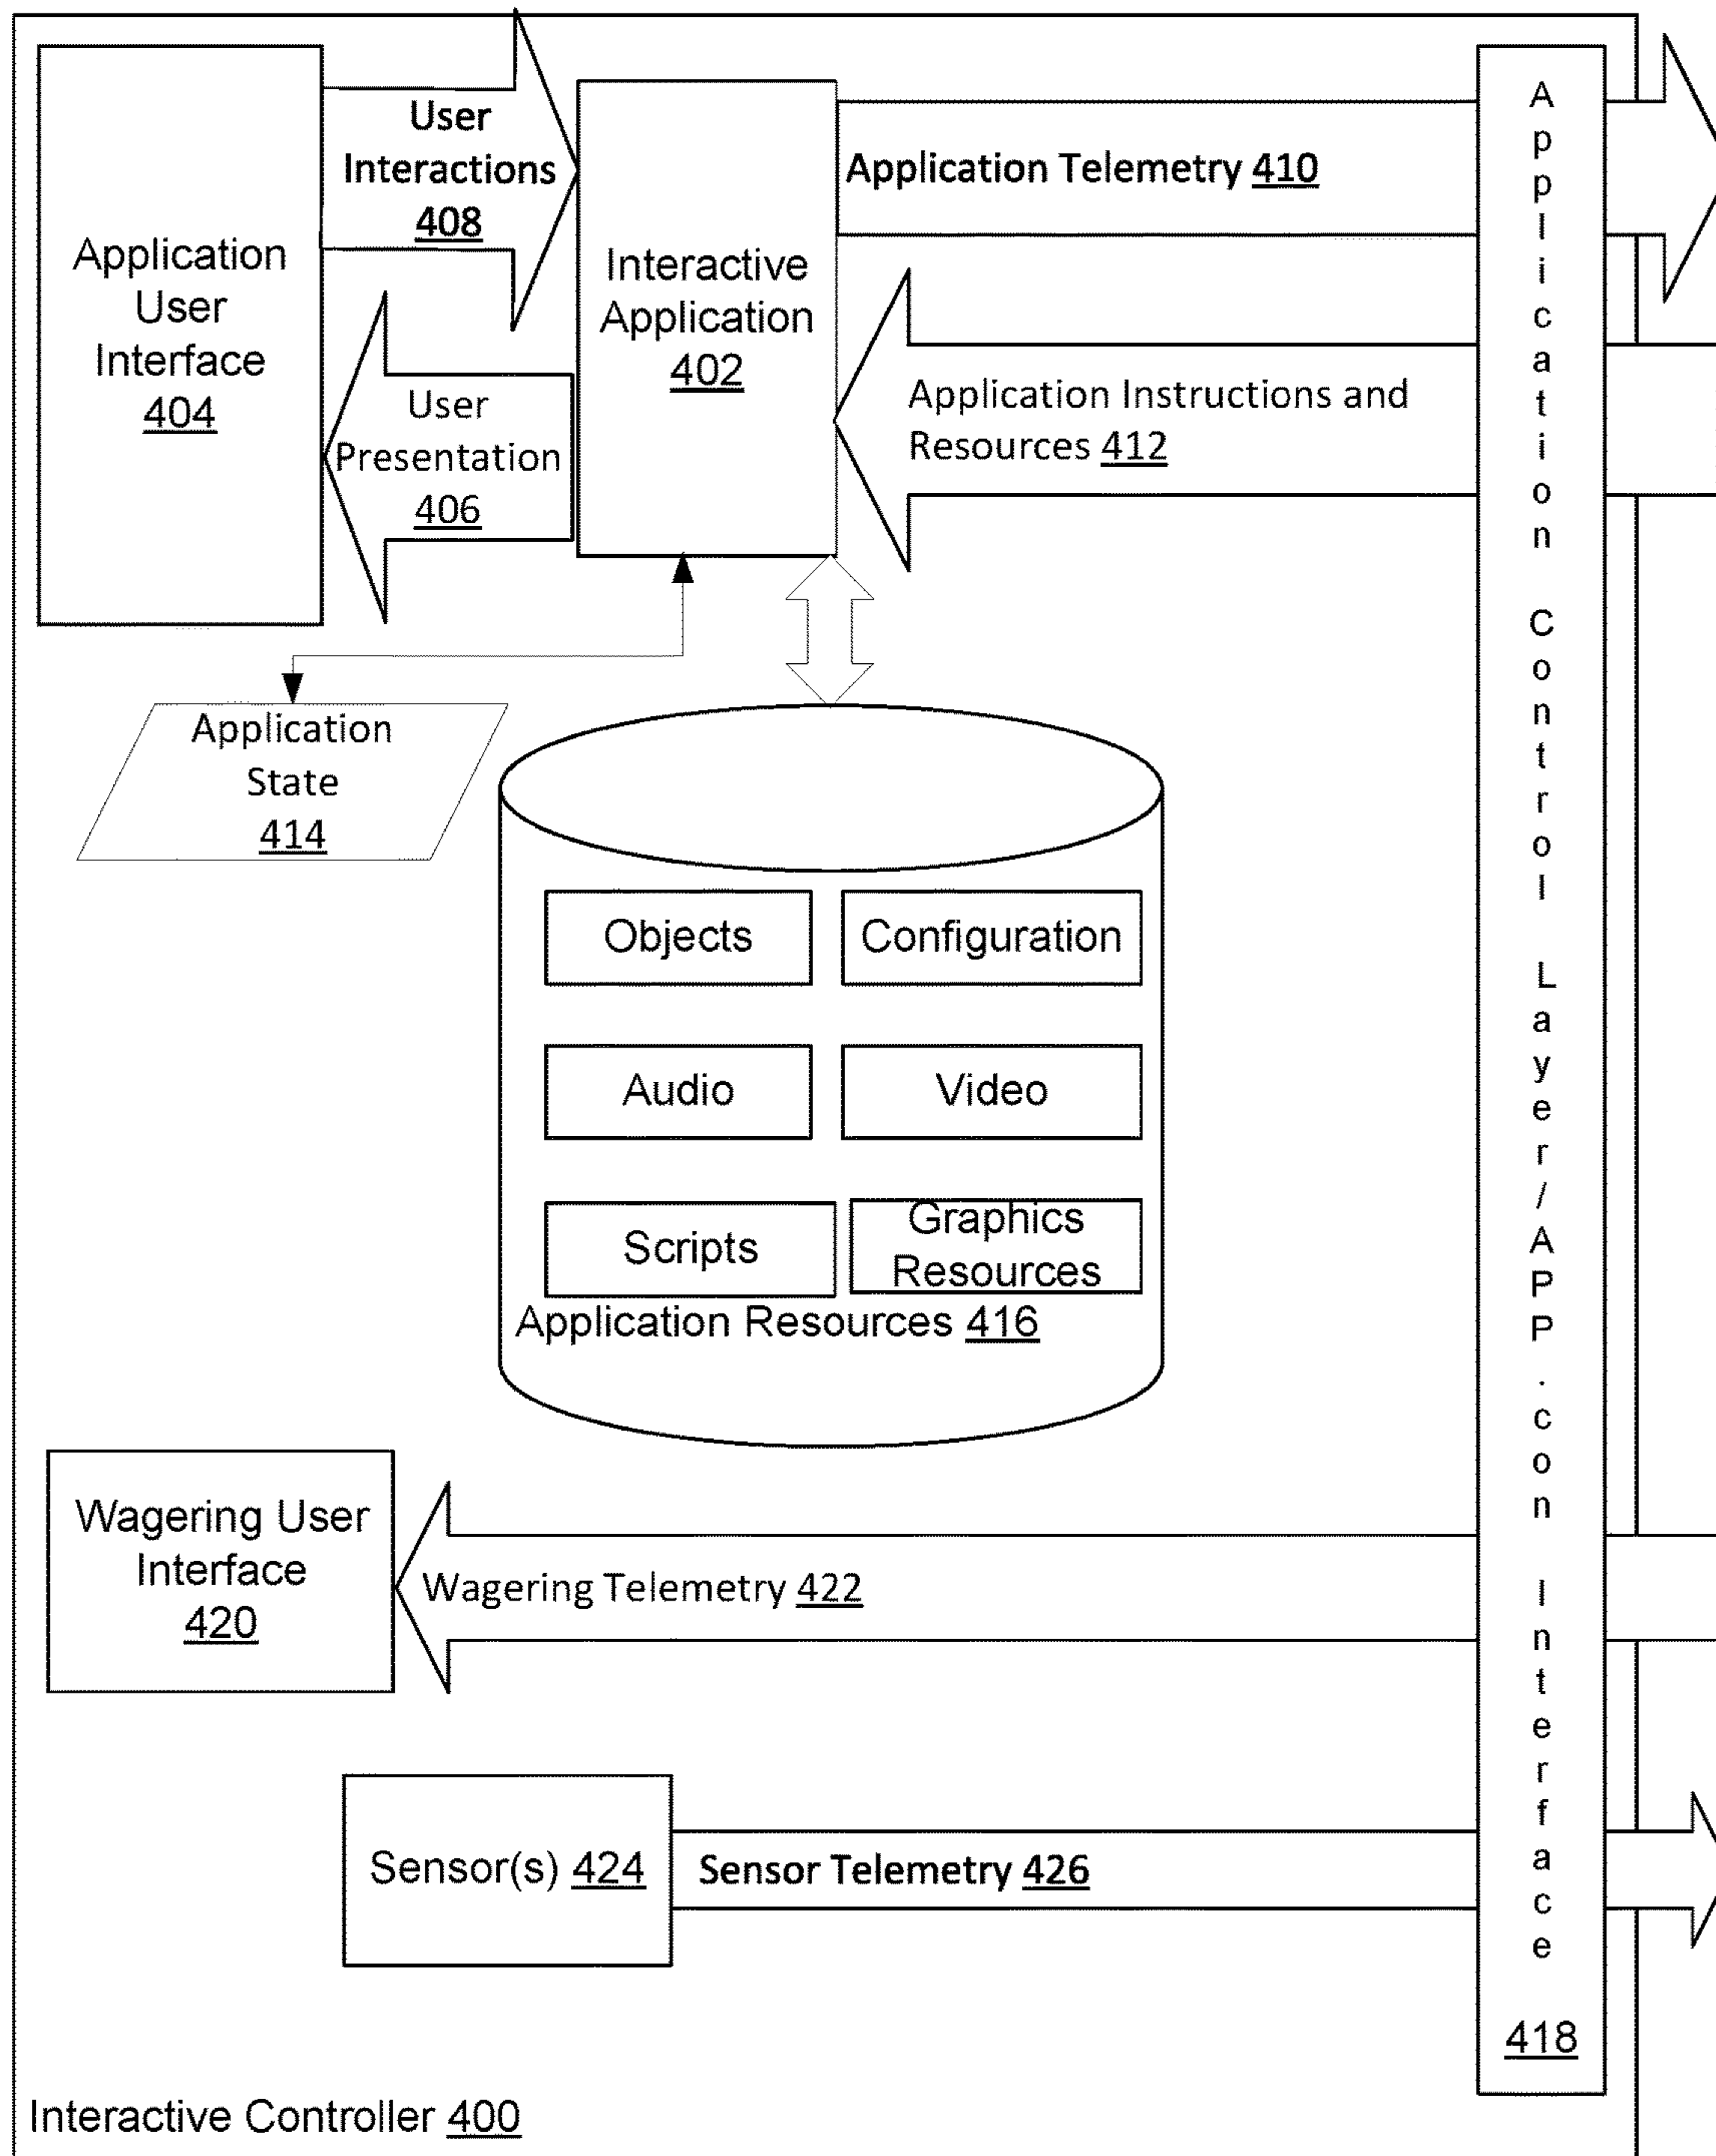 Application
User
Interface
404
User
Interactions
408
User
Presentation
406
Interactive
Application
402
Application Telemetry 410
Application Instructions and
Resources 412
Application
State
414
Objects
Configuration
Audio
Video
Scripts
Graphics
Resources
Application Resources 416
Wagering User
Interface
420
Wagering Telemetry 422
Sensor(s) 424
Sensor Telemetry 426
Application Control Layer/APP.con Interface
418
Interactive Controller 400